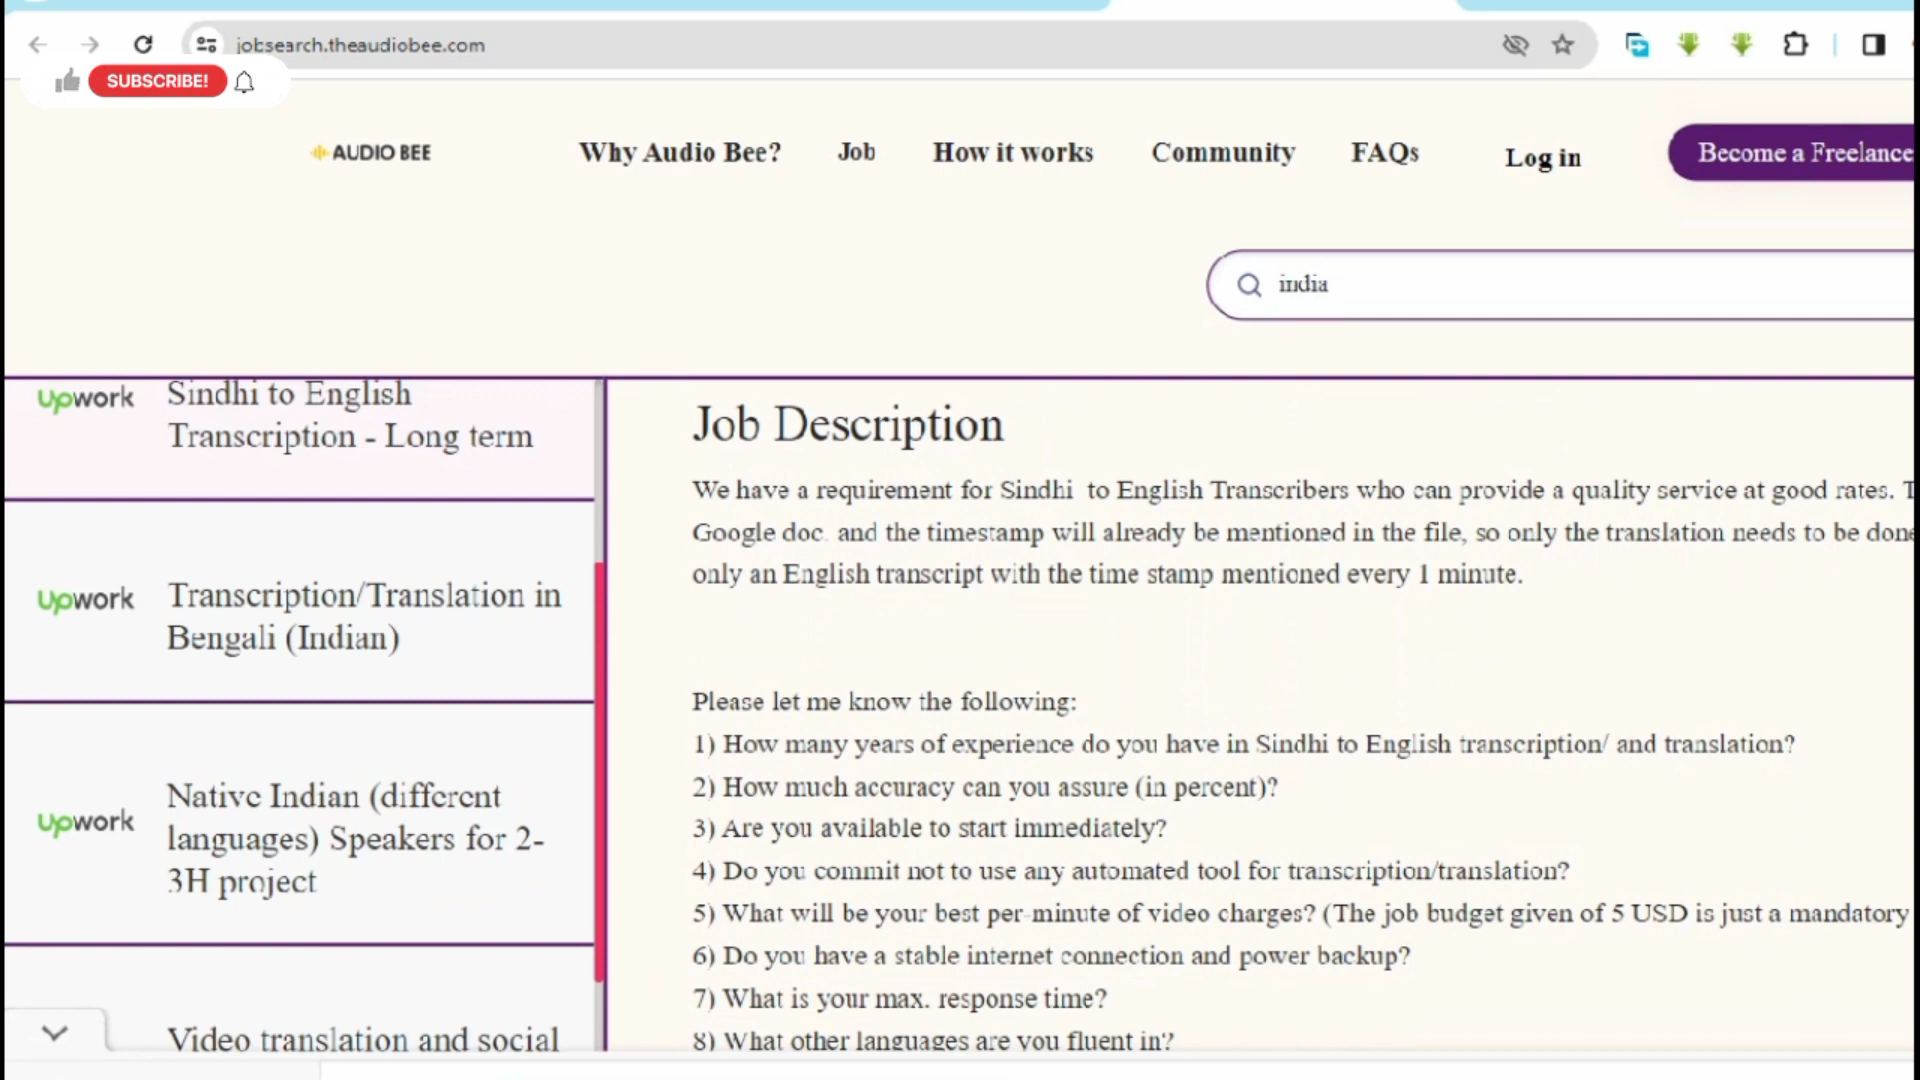 jobsearch.theaudiobee.com
SUBSCRIBE!
AUDIO BEE
Why Audio Bee?
Job
How it works
Community
FAQs
Log in
Become a Freelance
india
Upwork
Sindhi to English
Transcription - Long term
Upwork
Transcription/Translation in
Bengali (Indian)
Upwork
Native Indian (different
languages) Speakers for 2-
3H project
Video translation and social
Job Description
We have a requirement for Sindhi to English Transcribers who can provide a quality service at good rates. T
Google doc. and the timestamp will already be mentioned in the file, so only the translation needs to be done
only an English transcript with the time stamp mentioned every 1 minute.
Please let me know the following:
1) How many years of experience do you have in Sindhi to English transcription/ and translation?
2) How much accuracy can you assure (in percent)?
3) Are you available to start immediately?
4) Do you commit not to use any automated tool for transcription/translation?
5) What will be your best per-minute of video charges? (The job budget given of 5 USD is just a mandatory
6) Do you have a stable internet connection and power backup?
7) What is your max. response time?
8) What other languages are you fluent in?